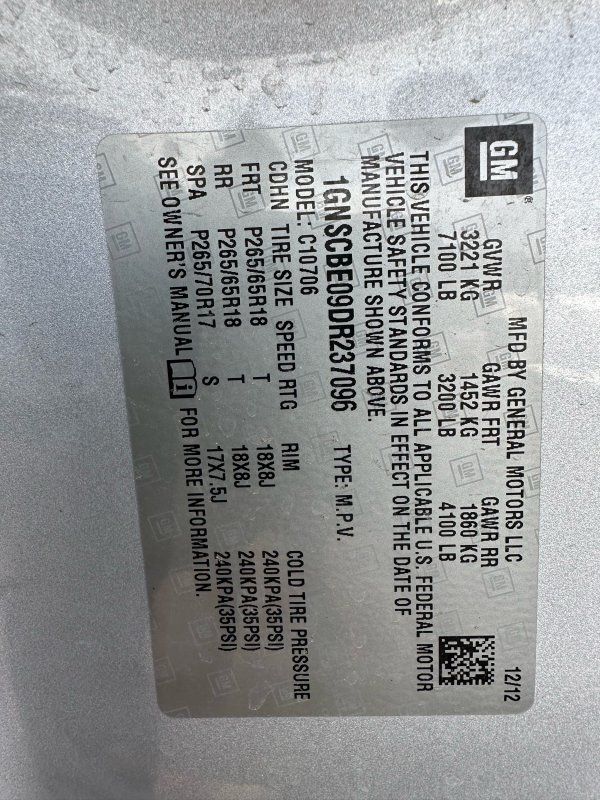 GM
MFD BY GENERAL MOTORS LLC 12/12
GVWR GAWR FRT GAWR RR
3221 KG 1452 KG 1860 KG
7100 LB 3200 LB 4100 LB
THIS VEHICLE CONFORMS TO ALL APPLICABLE U.S. FEDERAL MOTOR
VEHICLE SAFETY STANDARDS IN EFFECT ON THE DATE OF
MANUFACTURE SHOWN ABOVE.
1GNSCBE09DR237096 TYPE: M.P.V.
MODEL: C10706
CDHN TIRE SIZE SPEED RTG RIM COLD TIRE PRESSURE
FRT P265/65R18 T 18X8J 240KPA(35PSI)
RR P265/65R18 T 18X8J 240KPA(35PSI)
SPA P265/70R17 S 17X7.5J 240KPA(35PSI)
SEE OWNER'S MANUAL i FOR MORE INFORMATION.